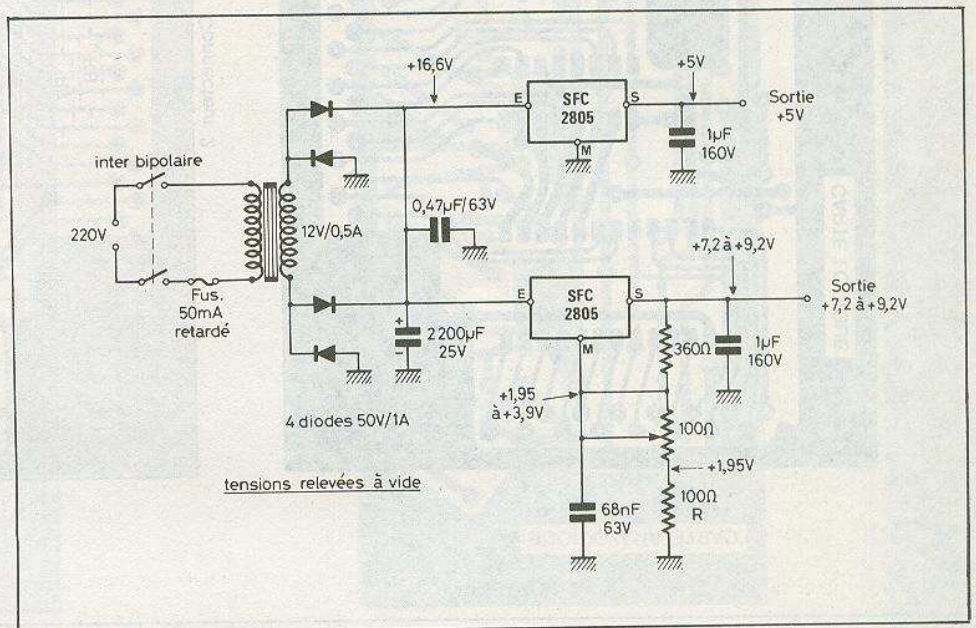 +16,6V
E
SFC
2805
S
M
+5V
1µF
160V
Sortie
+5V
inter bipolaire
220V
Fus.
50mA
retardé
12V/0,5A
0,47µF/63V
2200µF
25V
+
−
4 diodes 50V/1A
tensions relevées à vide
E
SFC
2805
S
M
+7,2 à +9,2V
Sortie
+7,2 à +9,2V
360Ω
1µF
160V
+1,95
à +3,9V
100Ω
+1,95V
100Ω
R
68nF
63V